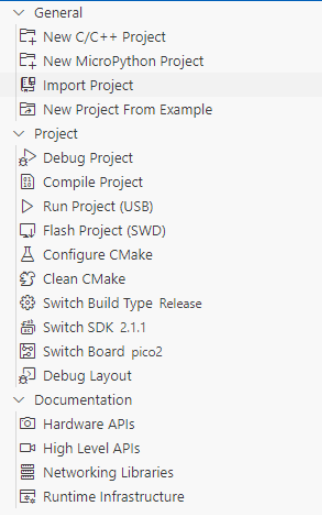 General
New C/C++ Project
New MicroPython Project
Import Project
New Project From Example
Project
Debug Project
Compile Project
Run Project (USB)
Flash Project (SWD)
Configure CMake
Clean CMake
Switch Build Type Release
Switch SDK 2.1.1
Switch Board pico2
Debug Layout
Documentation
Hardware APIs
High Level APIs
Networking Libraries
Runtime Infrastructure